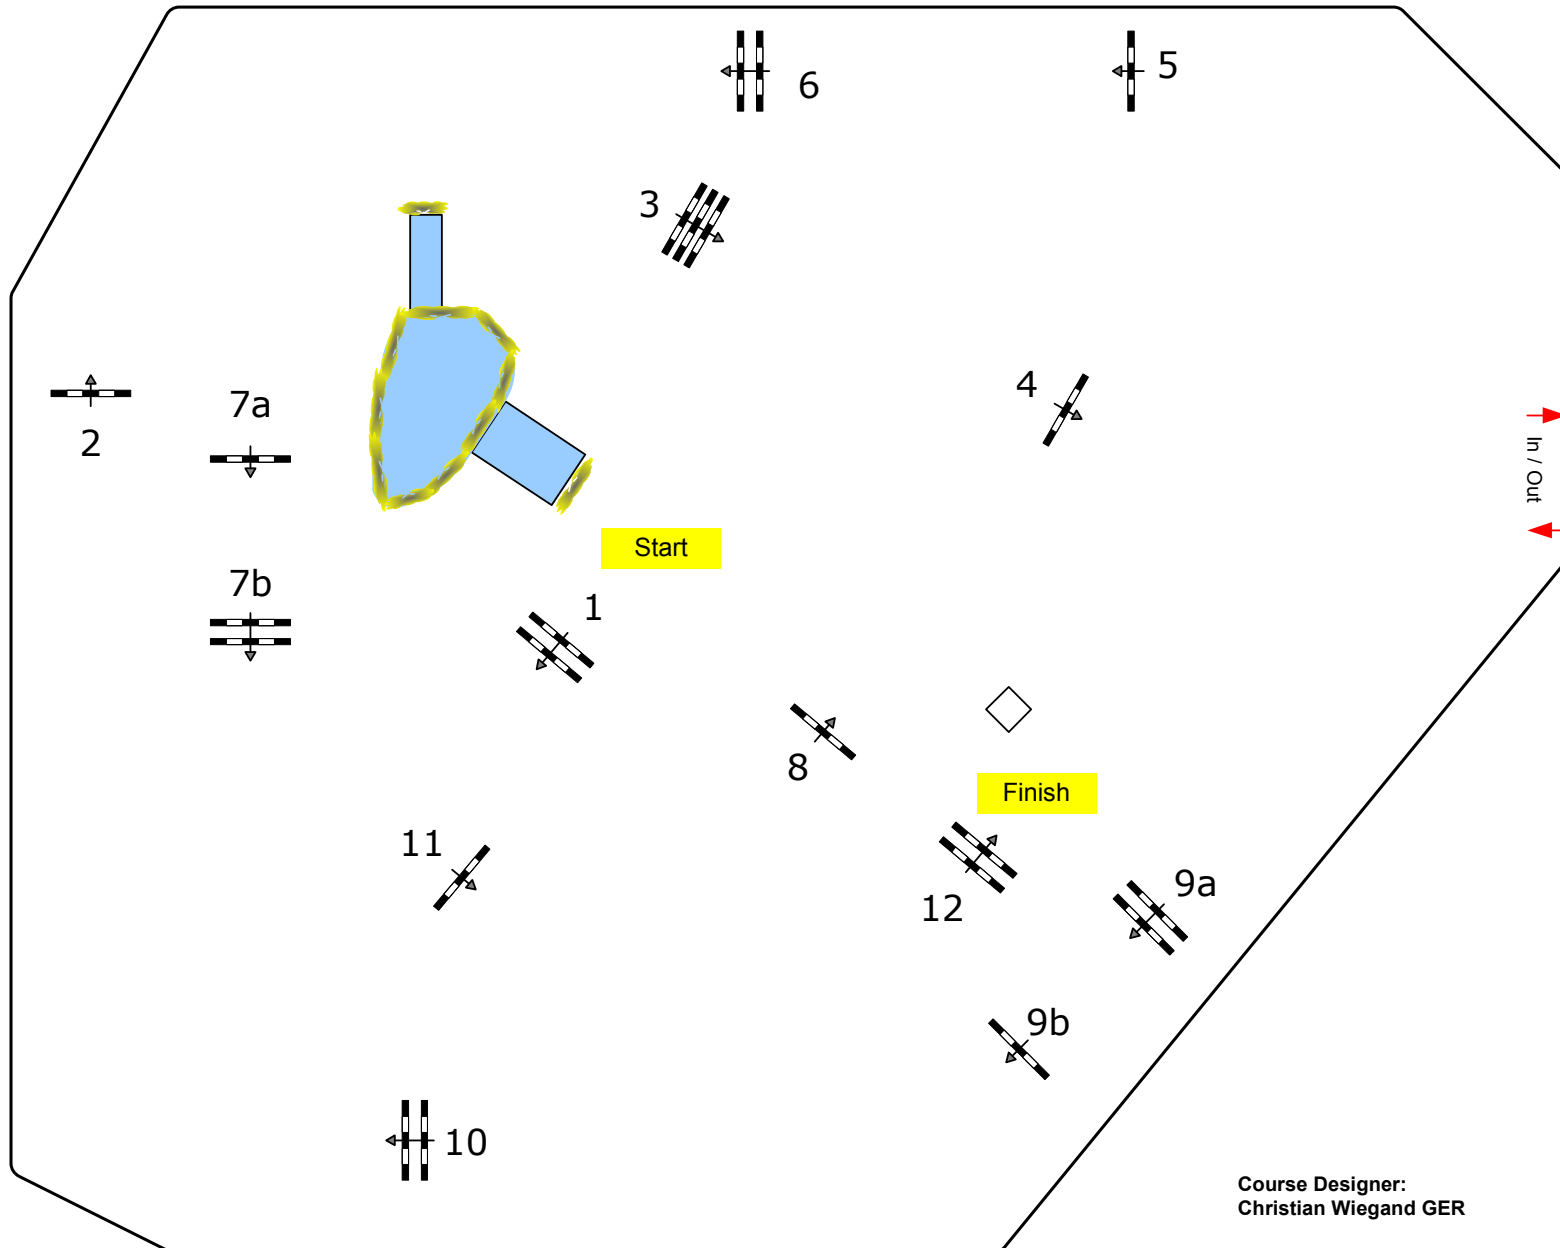 6
5
3
4
2
7a
In / Out
Start
7b
1
8
Finish
11
12
9a
9b
10
Course Designer:
Christian Wiegand GER